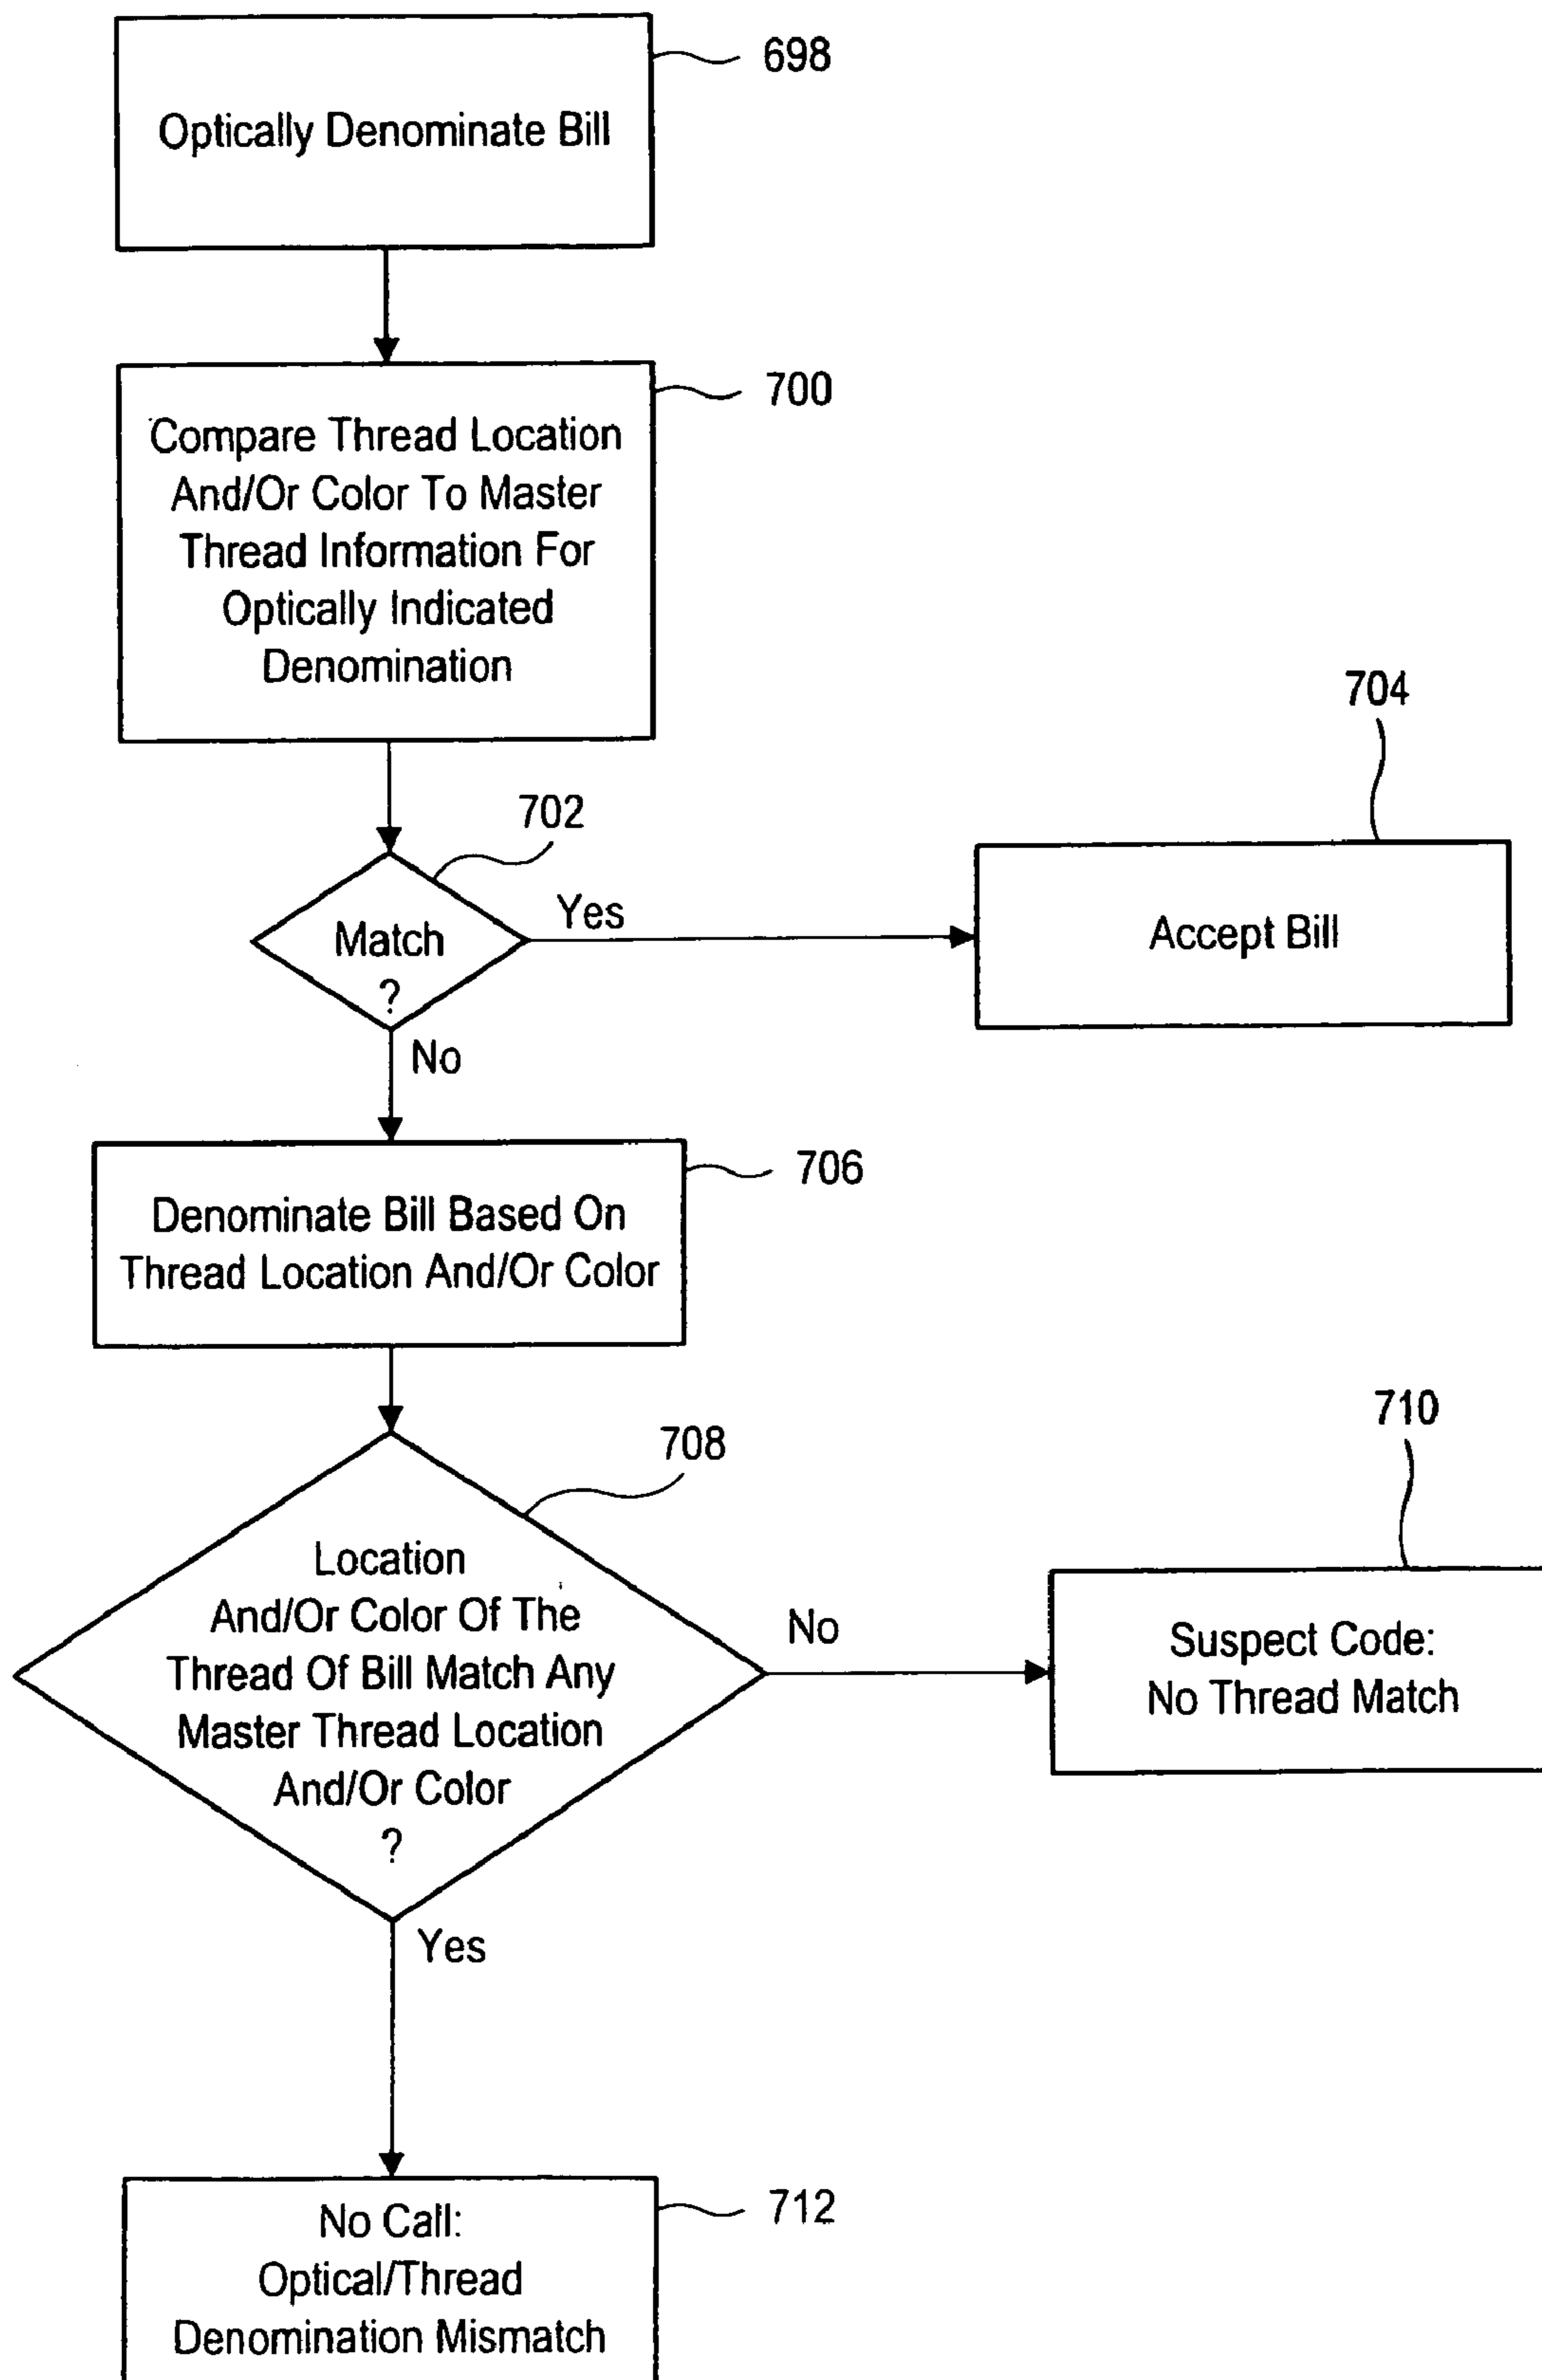 698
Optically Denominate Bill
700
Compare Thread Location
And/Or Color To Master
Thread Information For
Optically Indicated
Denomination
704
702
Match
?
Yes
Accept Bill
No
706
Denominate Bill Based On
Thread Location And/Or Color
710
708
Location
And/Or Color Of The
Thread Of Bill Match Any
Master Thread Location
And/Or Color
?
No
Suspect Code:
No Thread Match
Yes
712
No Call:
Optical/Thread
Denomination Mismatch